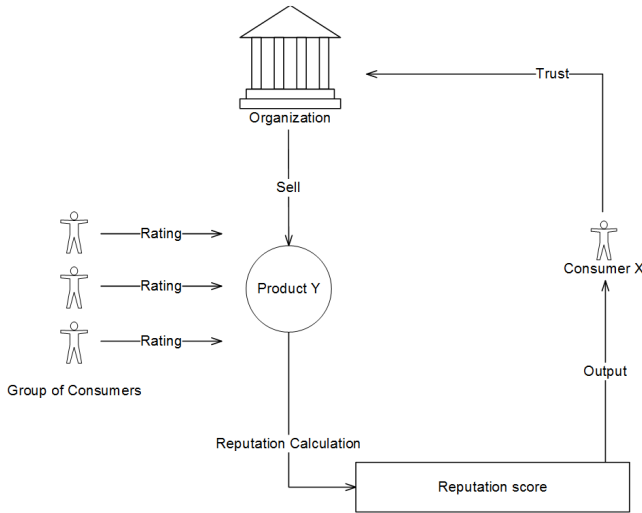 Organization
Trust
Sell
Rating
Rating
Rating
Product Y
Consumer X
Group of Consumers
Output
Reputation Calculation
Reputation score